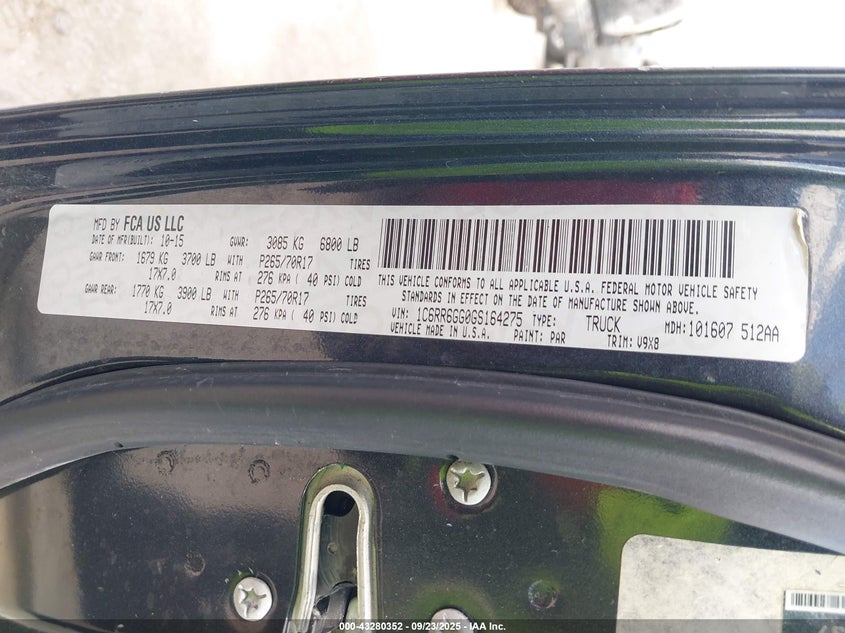 MFD BY FCA US LLC
DATE OF MFR(BUILT): 10-15 GVWR: 3085 KG 6800 LB
GAWR FRONT: 1679 KG 3700 LB WITH P265/70R17 TIRES
17X7.0 RIMS AT 276 KPA ( 40 PSI) COLD
GAWR REAR: 1770 KG 3900 LB WITH P265/70R17 TIRES
17X7.0 RIMS AT 276 KPA ( 40 PSI) COLD
THIS VEHICLE CONFORMS TO ALL APPLICABLE U.S.A. FEDERAL MOTOR VEHICLE SAFETY
STANDARDS IN EFFECT ON THE DATE OF MANUFACTURE SHOWN ABOVE.
VIN: 1C6RR6GG0GS164275 TYPE: TRUCK MDH: 101607 512AA
VEHICLE MADE IN U.S.A. PAINT: PAR TRIM: V9X8
000-43280352 - 09/23/2025 - IAA Inc.